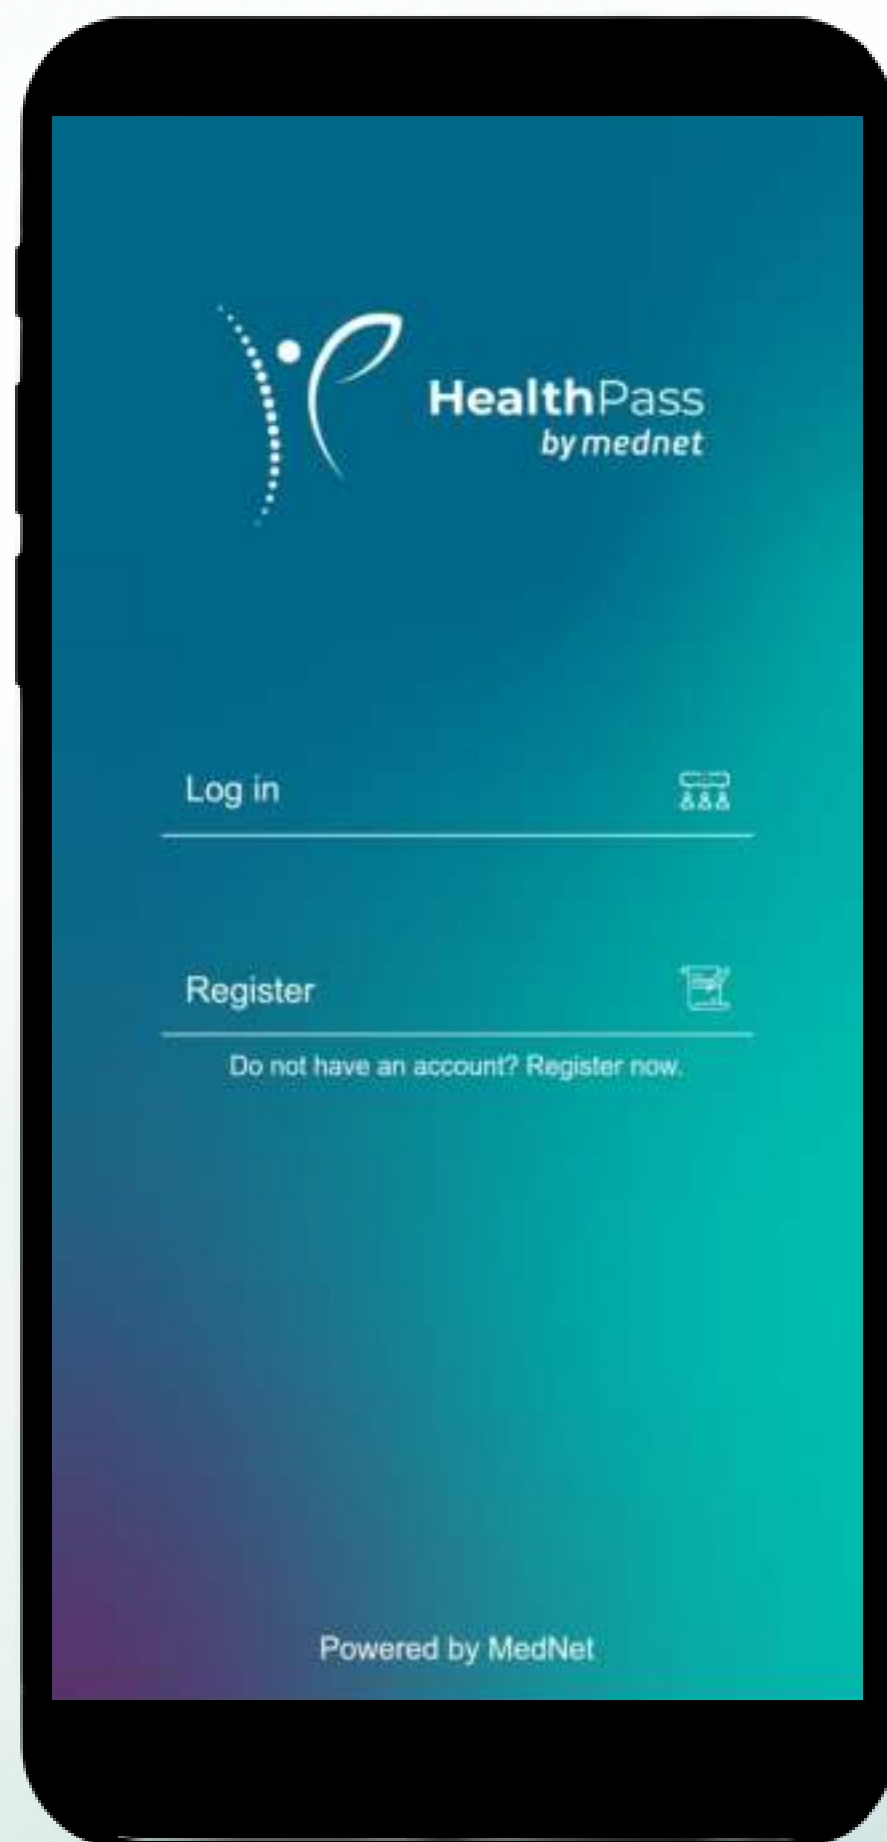 HealthPass
by mednet
Log in
Register
Do not have an account? Register now.
Powered by MedNet